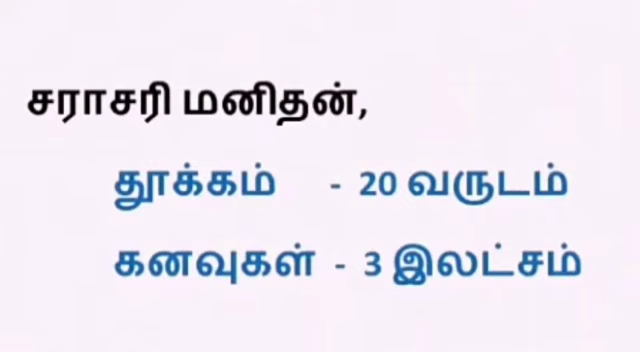 சராசரி மனிதன்,
தூக்கம் - 20 வருடம்
கனவுகள் - 3 இலட்சம்